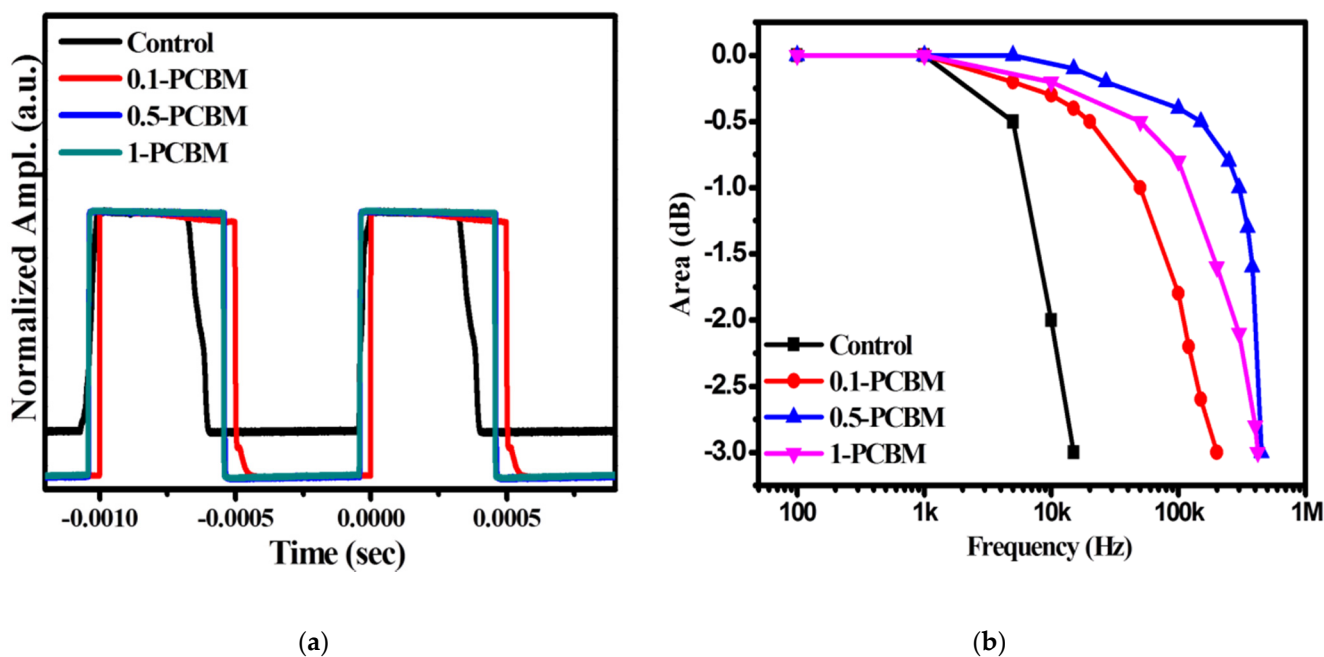 Control
0.1-PCBM
0.5-PCBM
1-PCBM
Normalized Ampl. (a.u.)
-0.0010 -0.0005 0.0000 0.0005
Time (sec)
(a)
0.0
-0.5
-1.0
-1.5
-2.0
-2.5
-3.0
Area (dB)
Control
0.1-PCBM
0.5-PCBM
1-PCBM
100 1k 10k 100k 1M
Frequency (Hz)
(b)